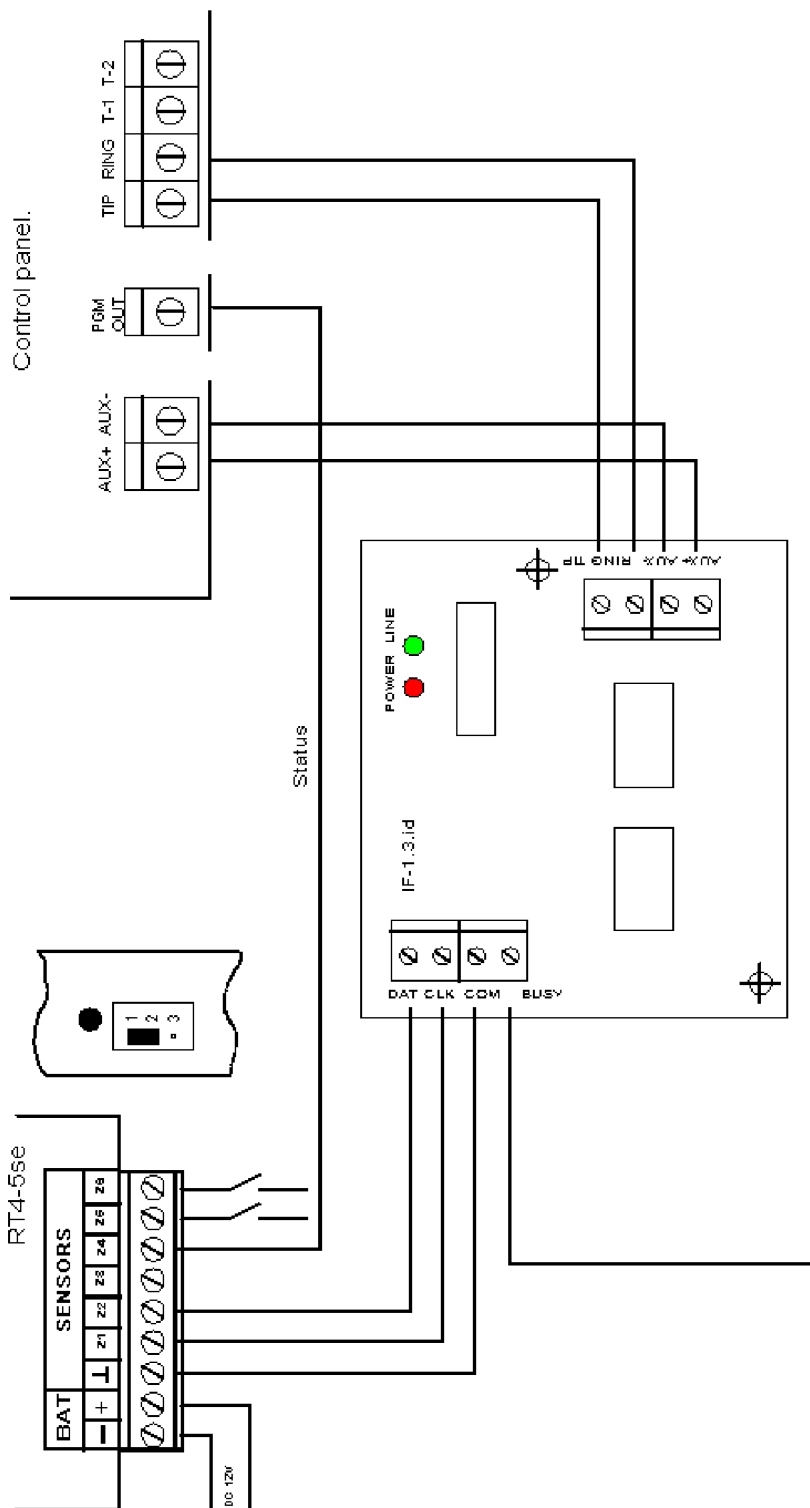 Control panel.
T-2
T-1
RING
TIP
PGM
OUT
AUX-
AUX+
Status
POWER LINE
IF-1.3.id
TIP
RING
AUX-
AUX+
DAT CLK COM BUSY
1
2
3
RT4-5se
BAT
SENSORS
− + ⊥ Z1 Z2 Z3 Z4
DC 12V